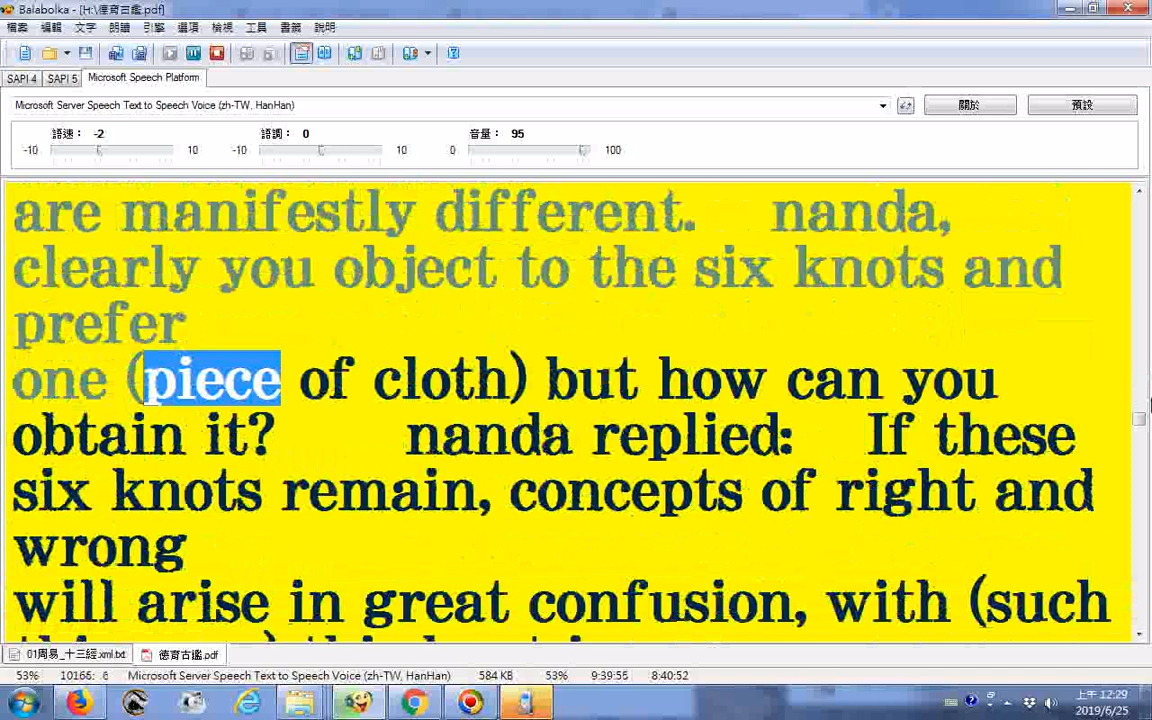 Balabolka - [H:\德育古鑑.pdf]
檔案 編輯 文字 朗讀 引擎 選項 檢視 工具 書籤 說明
SAPI 4 SAPI 5 Microsoft Speech Platform
Microsoft Server Speech Text to Speech Voice (zh-TW, HanHan) 關於 預設
語速： -2 語調： 0 音量： 95
-10 10 -10 10 0 100
are manifestly different. nanda,
clearly you object to the six knots and
prefer
one (piece of cloth) but how can you
obtain it? nanda replied: If these
six knots remain, concepts of right and
wrong
will arise in great confusion, with (such
01周易_十三經.xml.txt 德育古鑑.pdf
53% 10166: 6 Microsoft Server Speech Text to Speech Voice (zh-TW, HanHan) 584 KB 53% 9:39:55 8:40:52
上午 12:29
2019/6/25